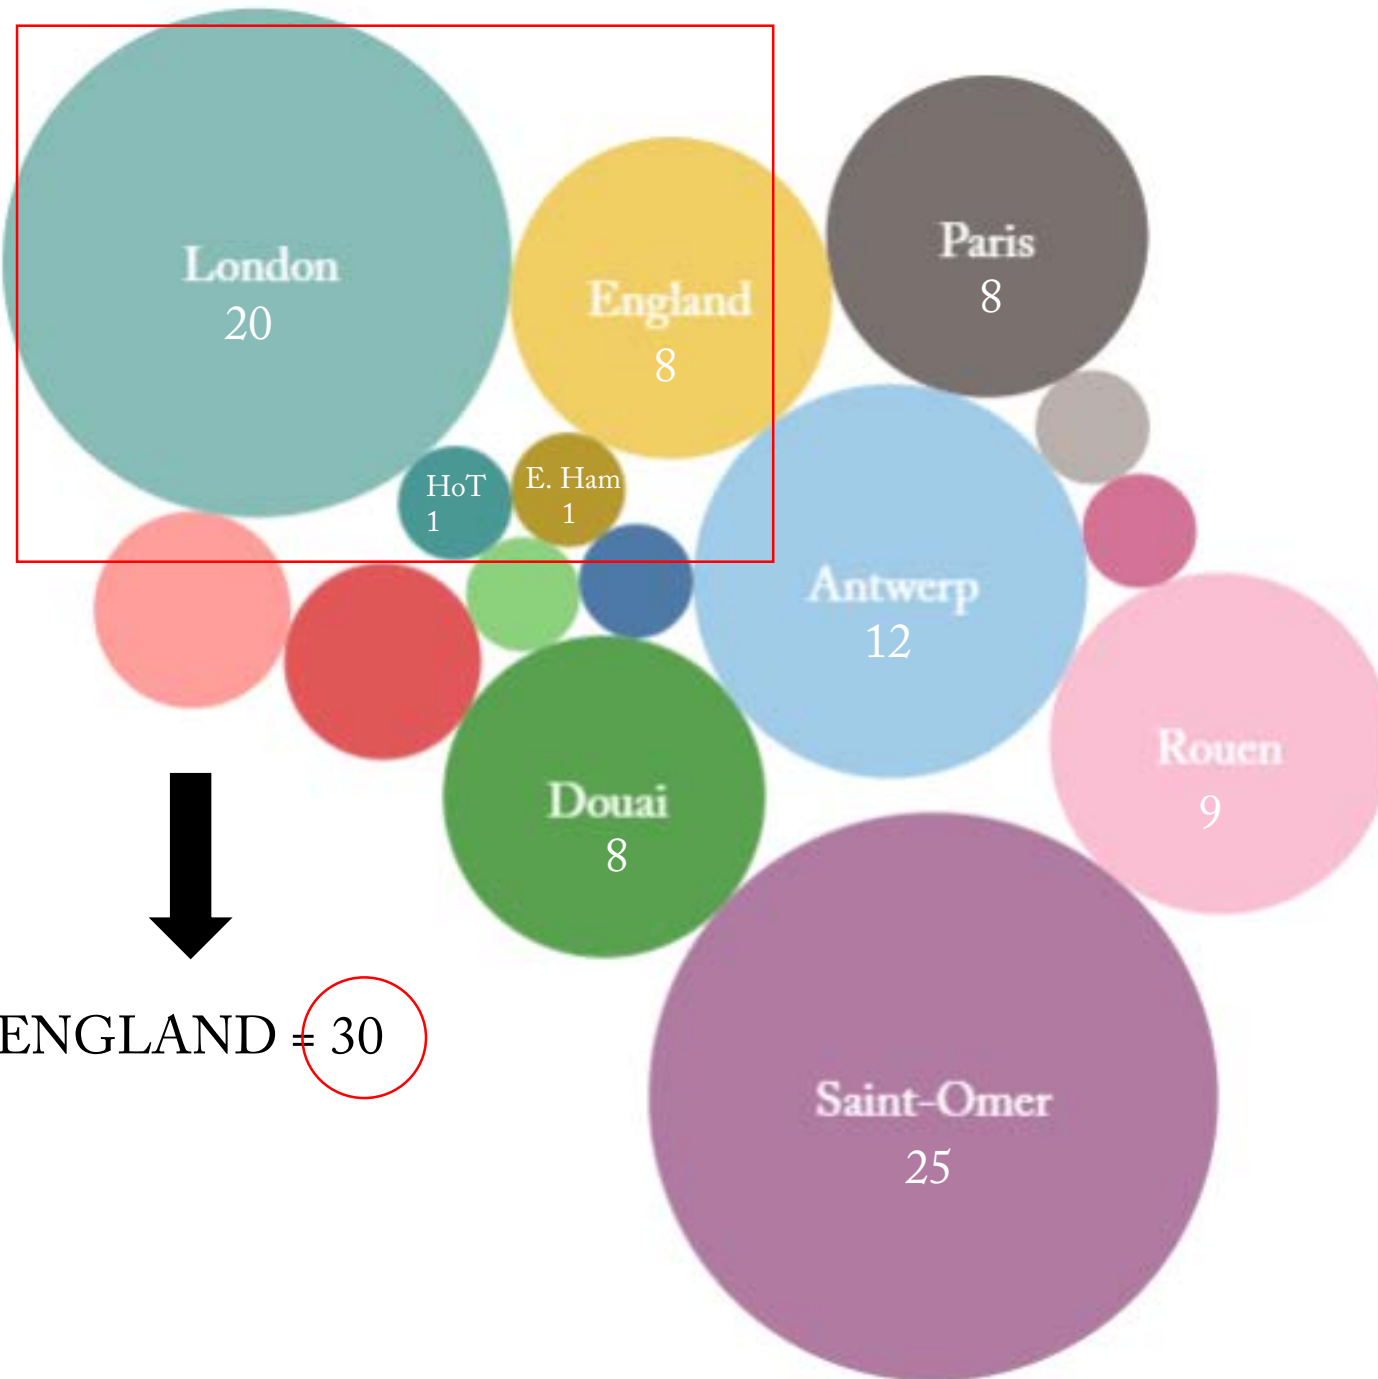 London
20
England
8
Paris
8
HoT
1
E. Ham
1
Antwerp
12
Rouen
9
Douai
8
ENGLAND = 30
Saint-Omer
25